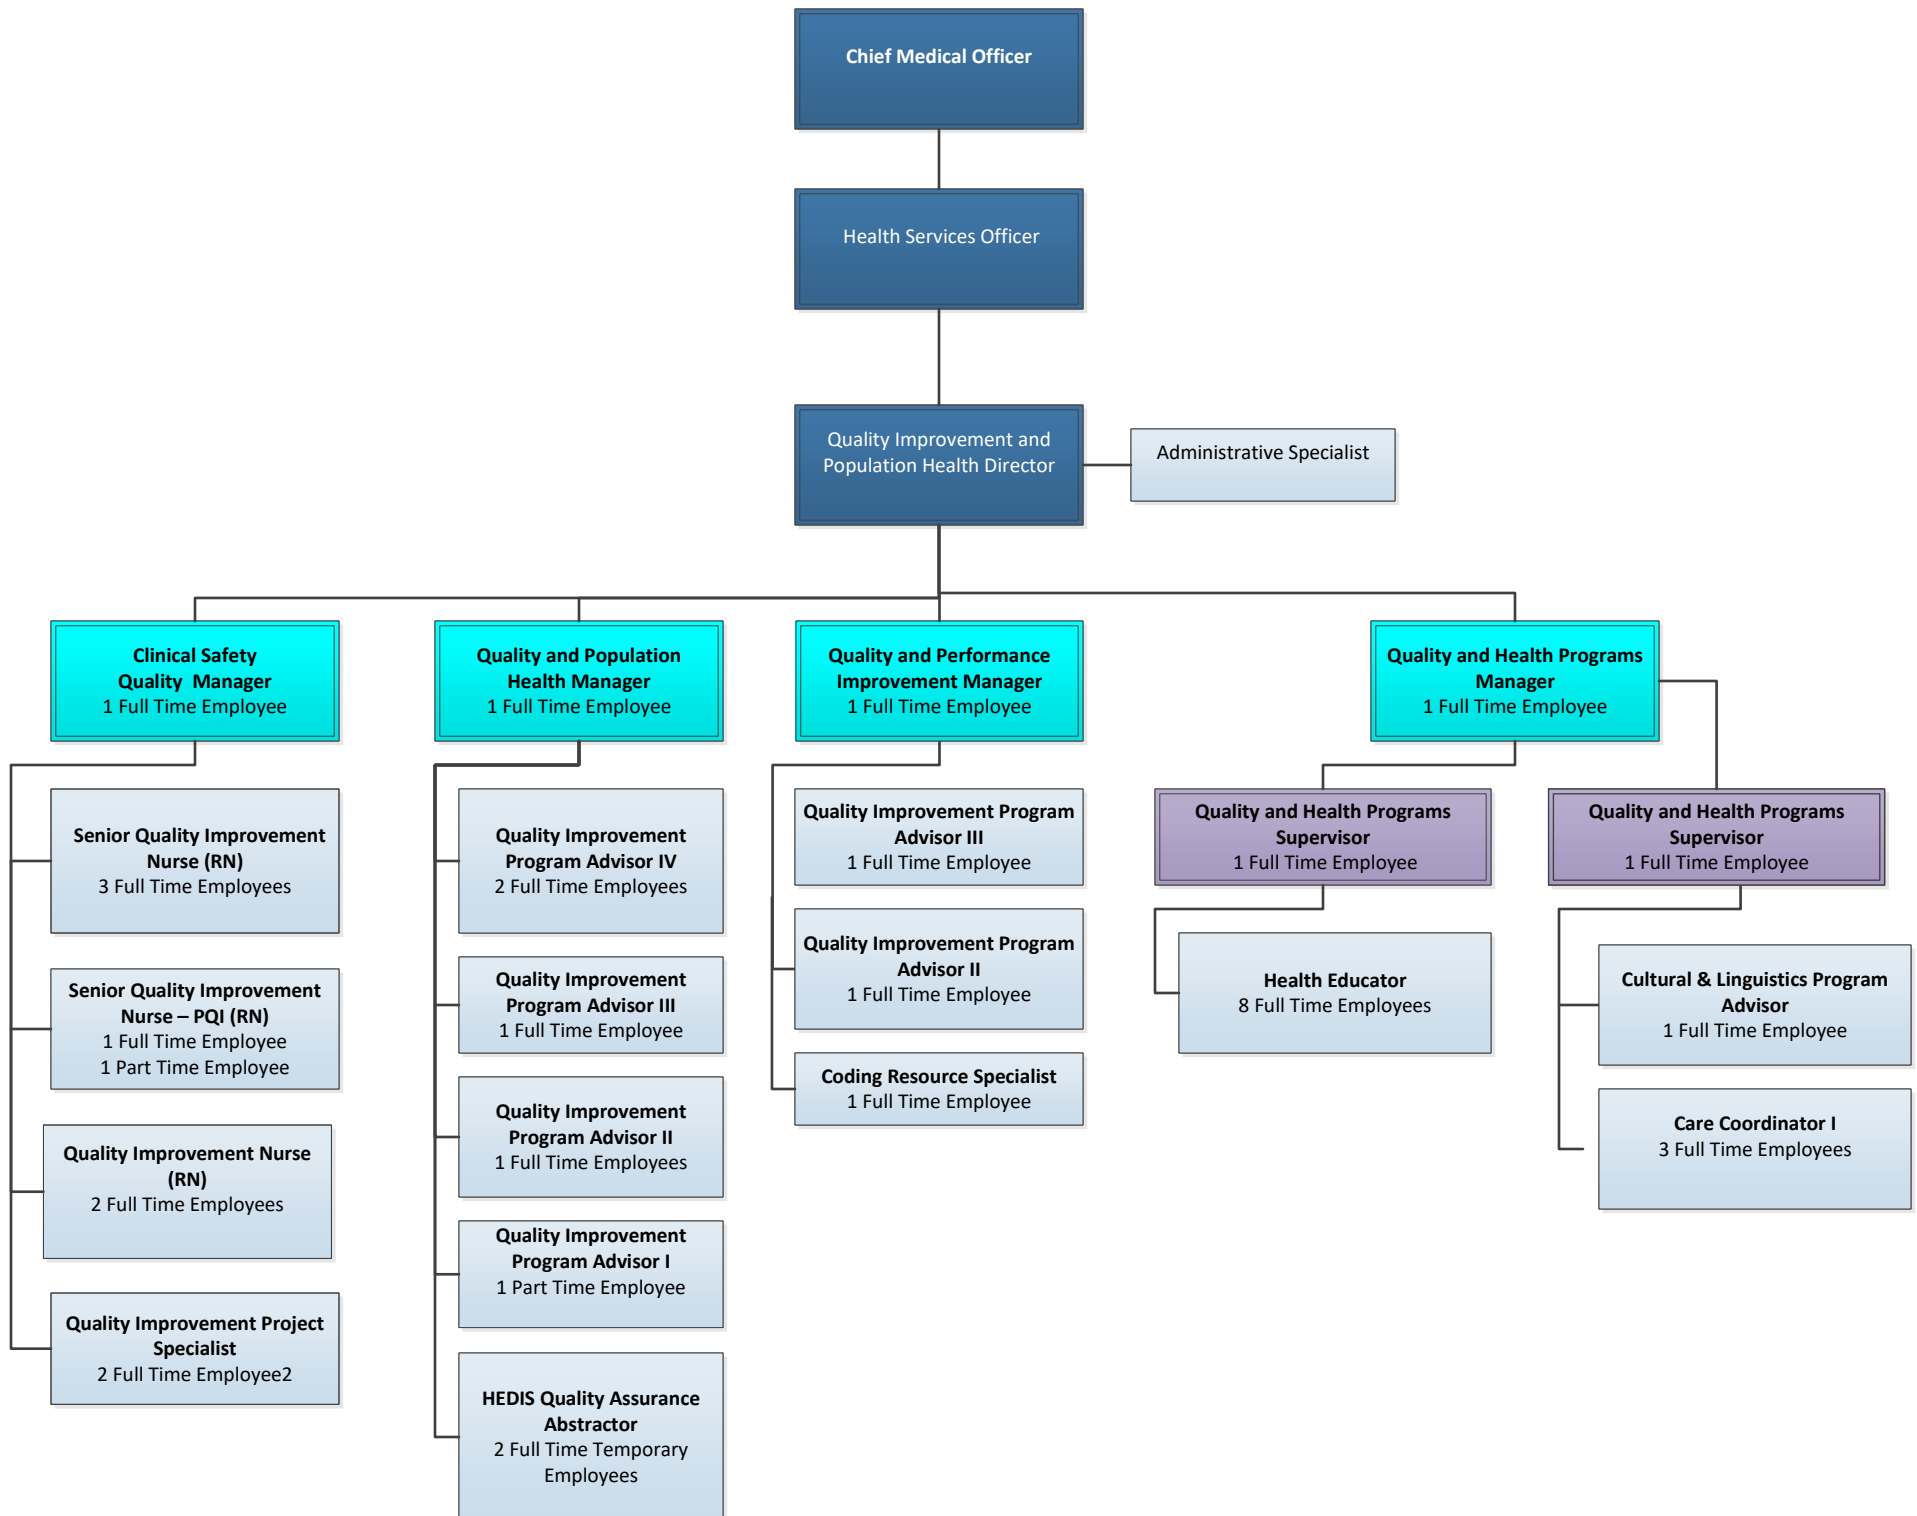 Chief Medical Officer
Health Services Officer
Quality Improvement and
Population Health Director
Administrative Specialist
Clinical Safety
Quality  Manager
1 Full Time Employee
Quality and Population
Health Manager
1 Full Time Employee
Quality and Performance
Improvement Manager
1 Full Time Employee
Quality and Health Programs
Manager
1 Full Time Employee
Senior Quality Improvement
Nurse (RN)
3 Full Time Employees
Senior Quality Improvement
Nurse – PQI (RN)
1 Full Time Employee
1 Part Time Employee
Quality Improvement Nurse
(RN)
2 Full Time Employees
Quality Improvement Project
Specialist
2 Full Time Employee2
Quality Improvement
Program Advisor IV
2 Full Time Employees
Quality Improvement
Program Advisor III
1 Full Time Employee
Quality Improvement
Program Advisor II
1 Full Time Employees
Quality Improvement
Program Advisor I
1 Part Time Employee
HEDIS Quality Assurance
Abstractor
2 Full Time Temporary
Employees
Quality Improvement Program
Advisor III
1 Full Time Employee
Quality Improvement Program
Advisor II
1 Full Time Employee
Coding Resource Specialist
1 Full Time Employee
Quality and Health Programs
Supervisor
1 Full Time Employee
Health Educator
8 Full Time Employees
Quality and Health Programs
Supervisor
1 Full Time Employee
Cultural & Linguistics Program
Advisor
1 Full Time Employee
Care Coordinator I
3 Full Time Employees